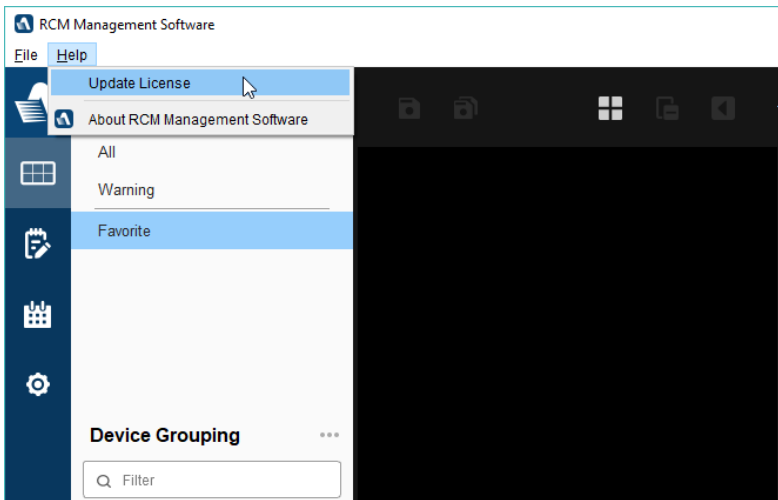 RCM Management Software
File Help
Update License
About RCM Management Software
All
Warning
Favorite
Device Grouping
Filter